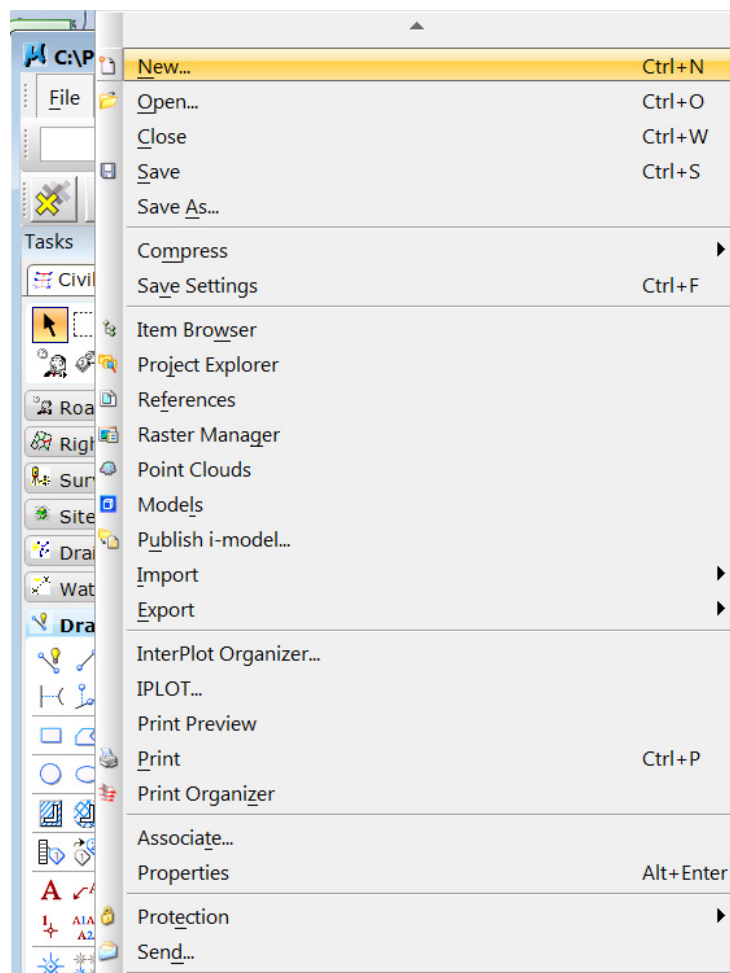 C:\P
File
Tasks
Civil
Roa
Righ
Surv
Site
Drai
Wat
Dra
New... Ctrl+N
Open... Ctrl+O
Close Ctrl+W
Save Ctrl+S
Save As...
Compress
Save Settings Ctrl+F
Item Browser
Project Explorer
References
Raster Manager
Point Clouds
Models
Publish i-model...
Import
Export
InterPlot Organizer...
IPLOT...
Print Preview
Print Ctrl+P
Print Organizer
Associate...
Properties Alt+Enter
Protection
Send...